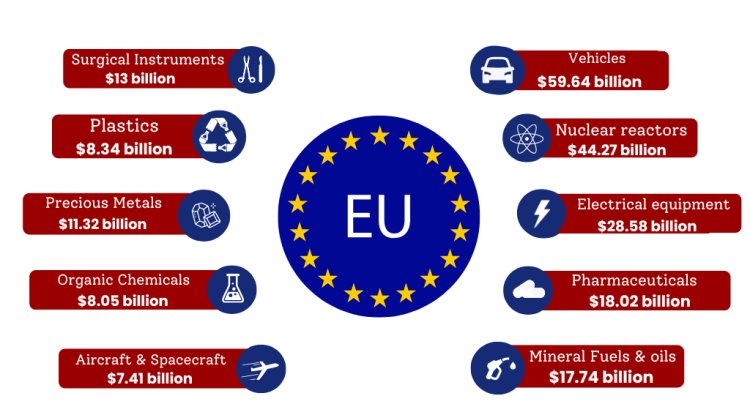 Surgical Instruments
$13 billion
Plastics
$8.34 billion
Precious Metals
$11.32 billion
Organic Chemicals
$8.05 billion
Aircraft & Spacecraft
$7.41 billion
EU
Vehicles
$59.64 billion
Nuclear reactors
$44.27 billion
Electrical equipment
$28.58 billion
Pharmaceuticals
$18.02 billion
Mineral Fuels & oils
$17.74 billion